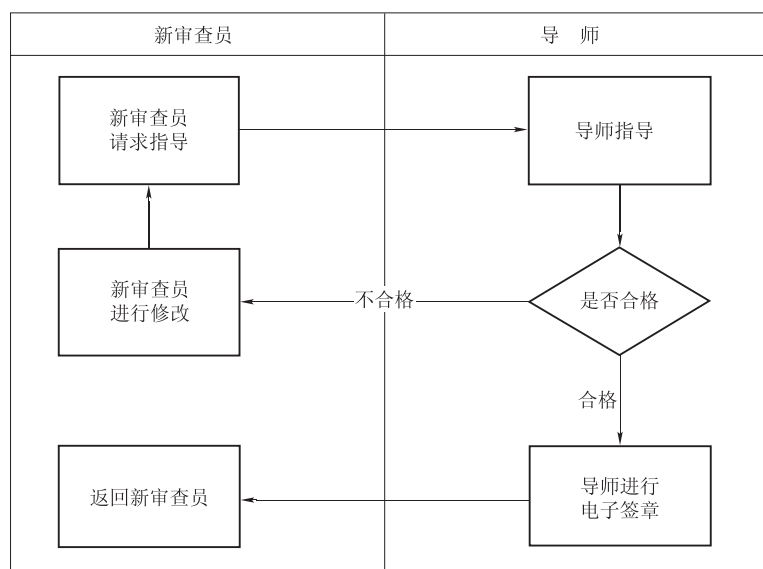 新审查员
导 师
新审查员
请求指导
导师指导
新审查员
进行修改
不合格
是否合格
合格
返回新审查员
导师进行
电子签章